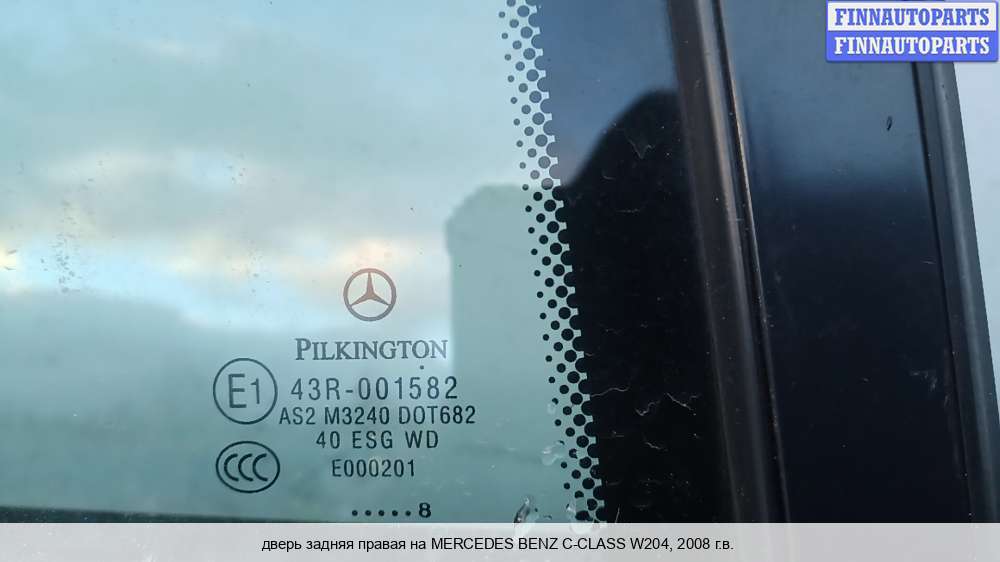 FINNAUTOPARTS
FINNAUTOPARTS
PILKINGTON
E1
43R-001582
AS2 M3240 DOT682
40 ESG WD
CCC
E000201
.....8
дверь задняя правая на MERCEDES BENZ C-CLASS W204, 2008 г.в.